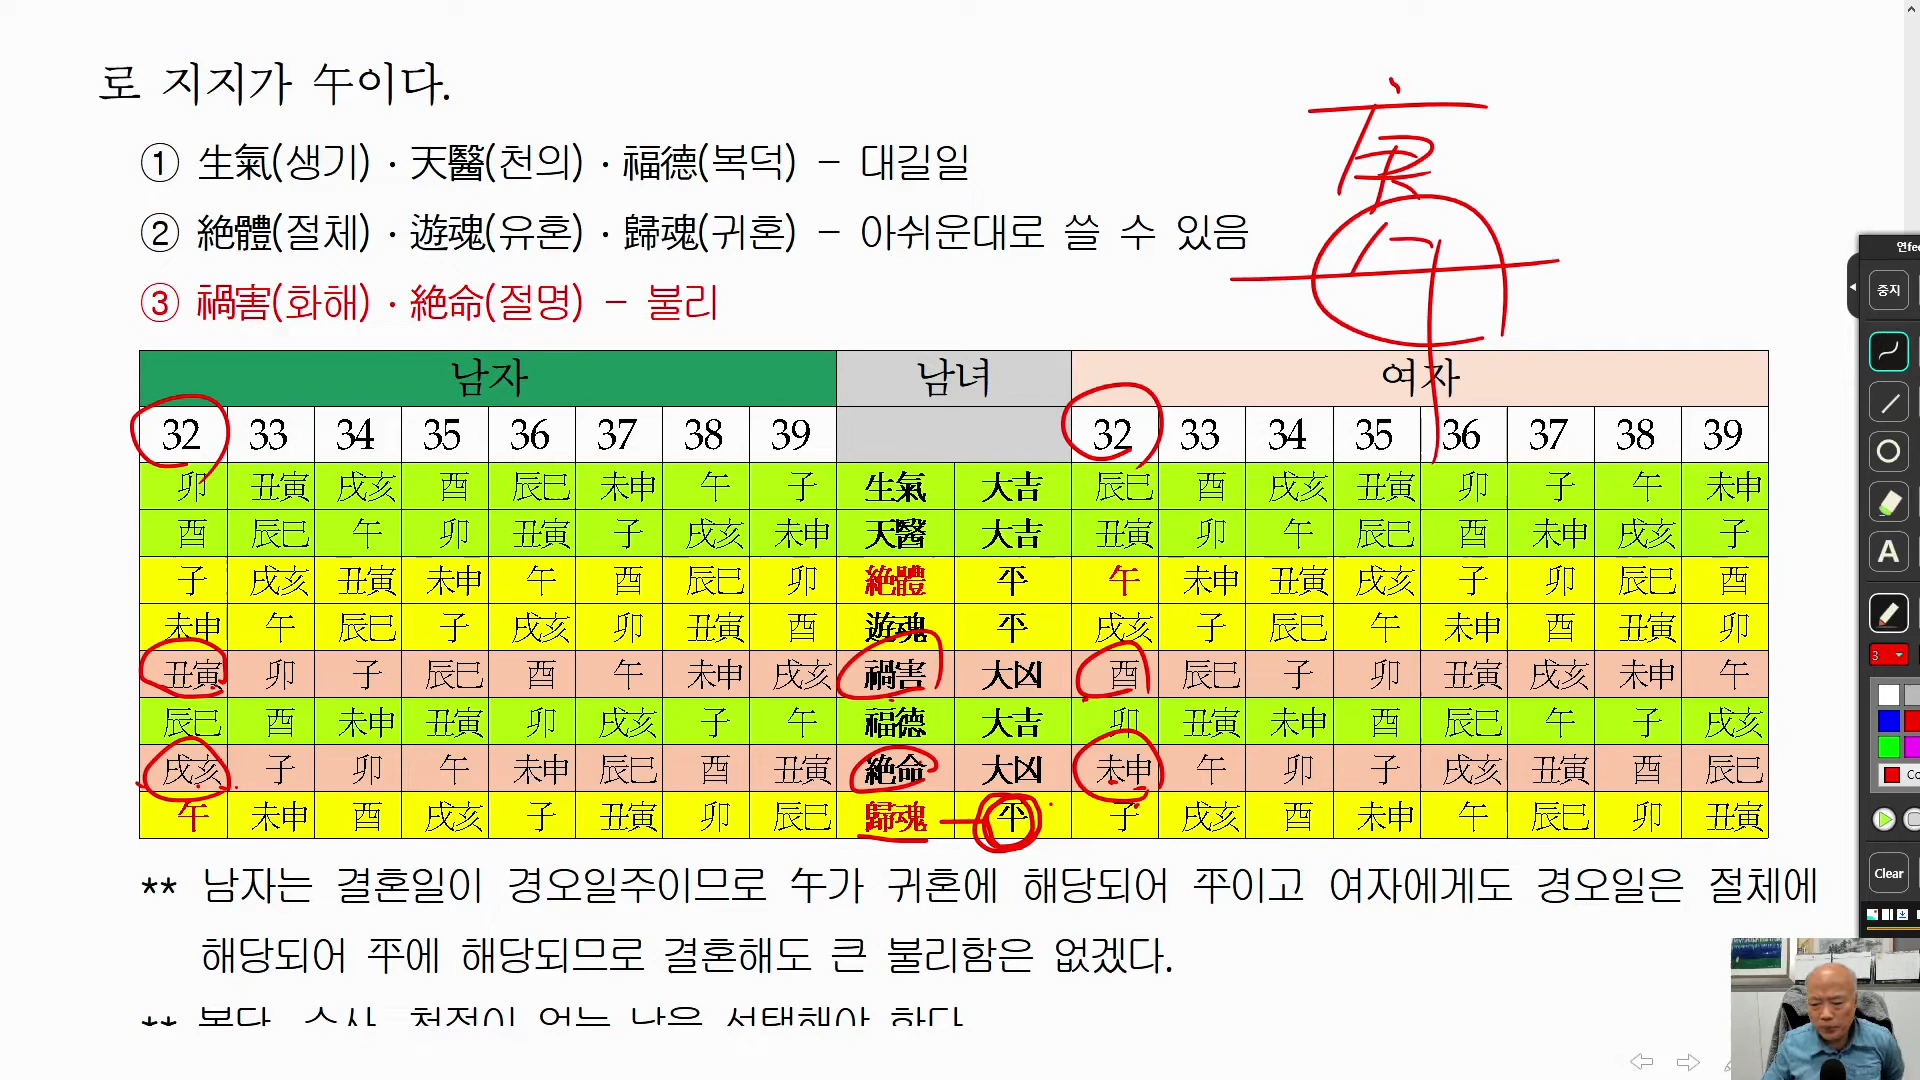 로 지지가 午이다.
① 生氣(생기) · 天醫(천의) · 福德(복덕) - 대길일
② 絶體(절체) · 遊魂(유혼) · 歸魂(귀혼) - 아쉬운대로 쓸 수 있음
③ 禍害(화해) · 絶命(절명) - 불리
庚
午
남자 남녀 여자
32 33 34 35 36 37 38 39 32 33 34 35 36 37 38 39
卯 丑寅 戌亥 酉 辰巳 未申 午 子 生氣 大吉 辰巳 酉 戌亥 丑寅 卯 子 午 未申
酉 辰巳 午 卯 丑寅 子 戌亥 未申 天醫 大吉 丑寅 卯 午 辰巳 酉 未申 戌亥 子
子 戌亥 丑寅 未申 午 酉 辰巳 卯 絶體 平 午 未申 丑寅 戌亥 子 卯 辰巳 酉
未申 午 辰巳 子 戌亥 卯 丑寅 酉 遊魂 平 戌亥 子 辰巳 午 未申 酉 丑寅 卯
丑寅 卯 子 辰巳 酉 午 未申 戌亥 禍害 大凶 酉 辰巳 子 卯 丑寅 戌亥 未申 午
辰巳 酉 未申 丑寅 卯 戌亥 子 午 福德 大吉 卯 丑寅 未申 酉 辰巳 午 子 戌亥
戌亥 子 卯 午 未申 辰巳 酉 丑寅 絶命 大凶 未申 午 卯 子 戌亥 丑寅 酉 辰巳
午 未申 酉 戌亥 子 丑寅 卯 辰巳 歸魂 平 子 戌亥 酉 未申 午 辰巳 卯 丑寅
** 남자는 결혼일이 경오일주이므로 午가 귀혼에 해당되어 平이고 여자에게도 경오일은 절체에
해당되어 平에 해당되므로 결혼해도 큰 불리함은 없겠다.
중지
A
3
Clear